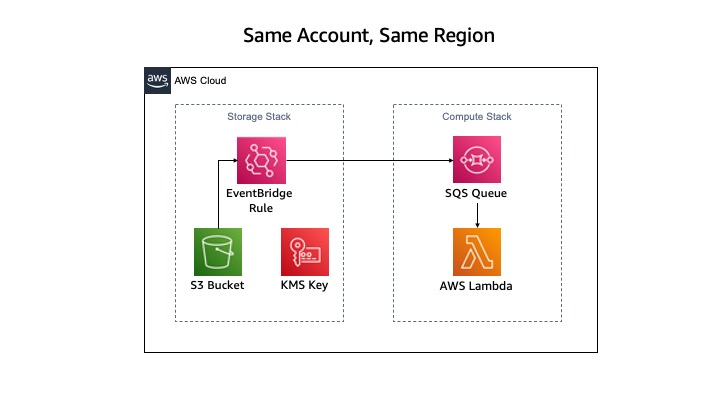 Same Account, Same Region
aws
AWS Cloud
Storage Stack
Compute Stack
EventBridge
Rule
SQS Queue
S3 Bucket
KMS Key
AWS Lambda